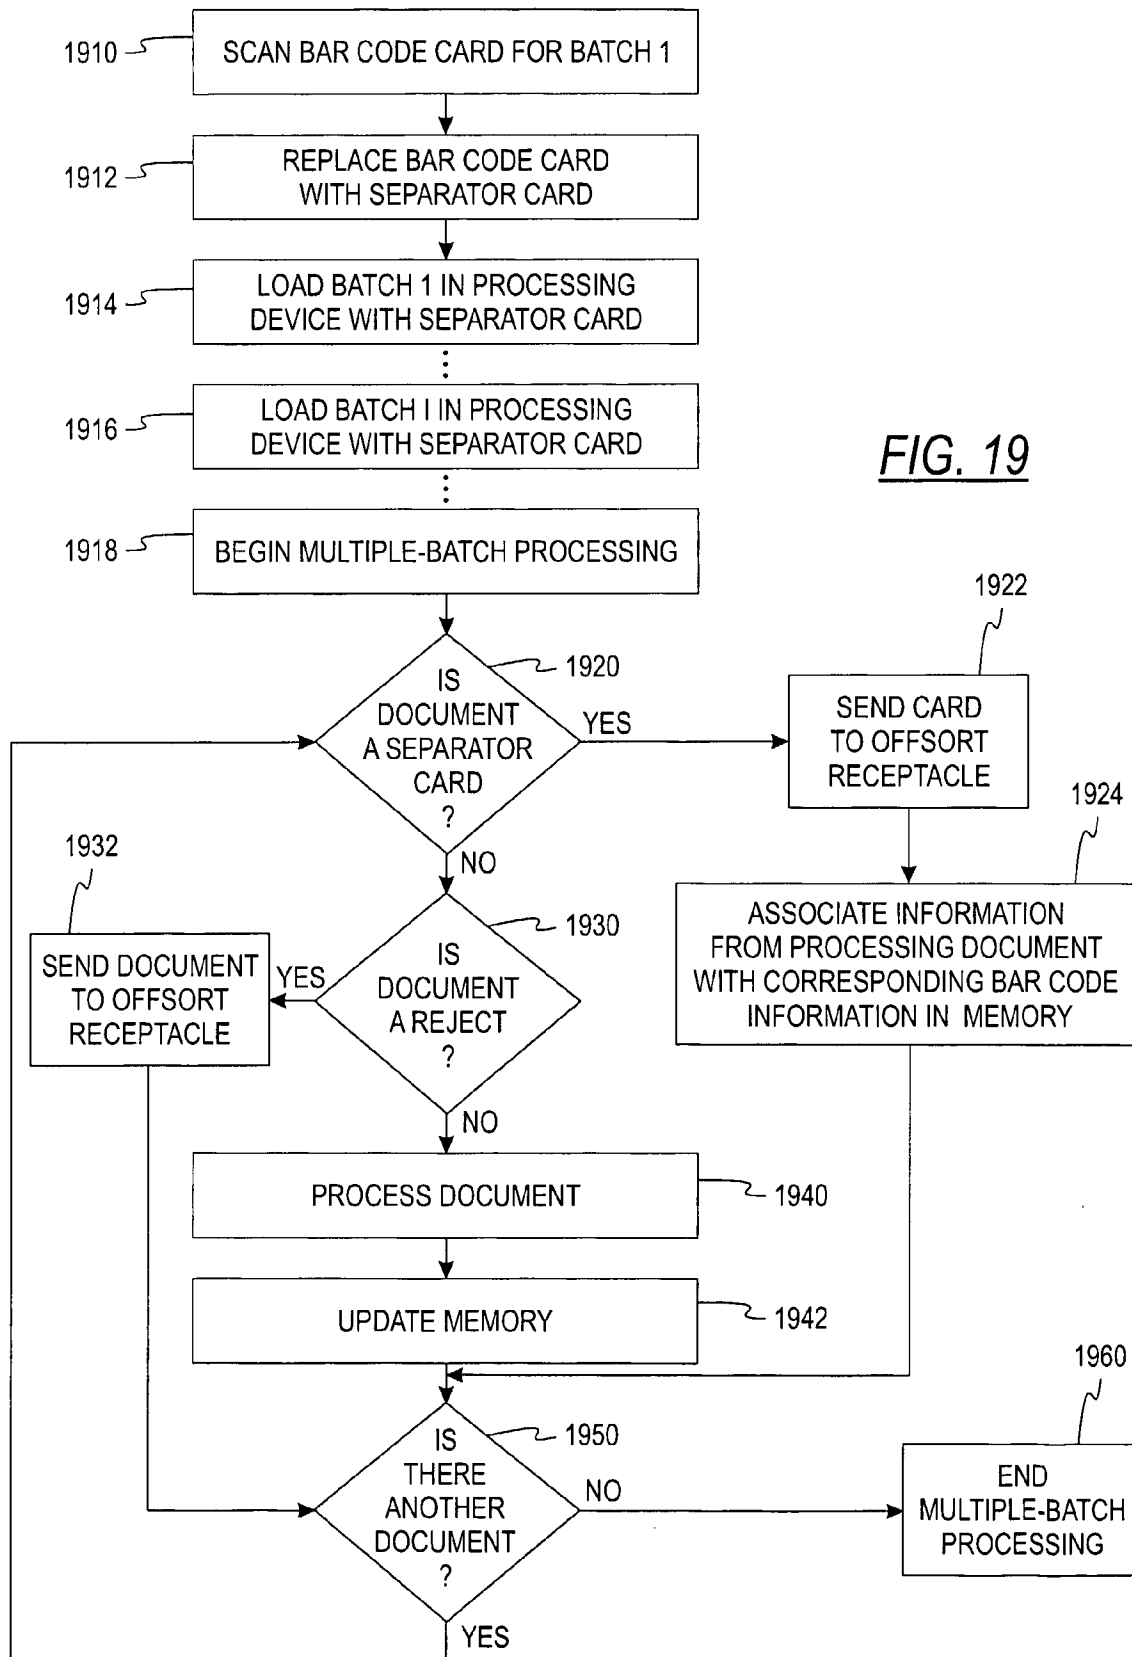 1910
SCAN BAR CODE CARD FOR BATCH 1
1912
REPLACE BAR CODE CARD
WITH SEPARATOR CARD
1914
LOAD BATCH 1 IN PROCESSING
DEVICE WITH SEPARATOR CARD
1916
LOAD BATCH I IN PROCESSING
DEVICE WITH SEPARATOR CARD
FIG. 19
1918
BEGIN MULTIPLE-BATCH PROCESSING
1920
IS
DOCUMENT
A SEPARATOR
CARD
?
YES
1922
SEND CARD
TO OFFSORT
RECEPTACLE
1924
ASSOCIATE INFORMATION
FROM PROCESSING DOCUMENT
WITH CORRESPONDING BAR CODE
INFORMATION IN MEMORY
NO
1930
IS
DOCUMENT
A REJECT
?
YES
1932
SEND DOCUMENT
TO OFFSORT
RECEPTACLE
NO
PROCESS DOCUMENT
1940
UPDATE MEMORY
1942
1950
IS
THERE
ANOTHER
DOCUMENT
?
NO
1960
END
MULTIPLE-BATCH
PROCESSING
YES